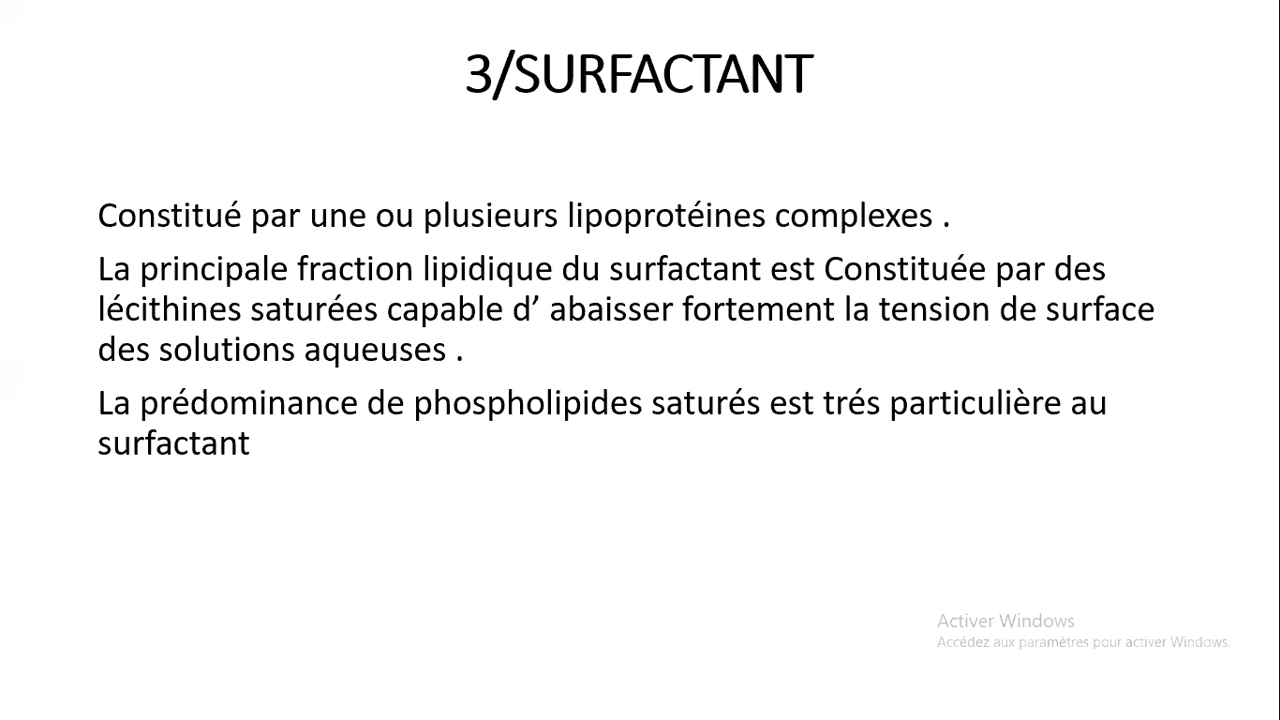 3/SURFACTANT
Constitué par une ou plusieurs lipoprotéines complexes .
La principale fraction lipidique du surfactant est Constituée par des
lécithines saturées capable d’ abaisser fortement la tension de surface
des solutions aqueuses .
La prédominance de phospholipides saturés est trés particulière au
surfactant
Activer Windows
Accédez aux paramètres pour activer Windows.